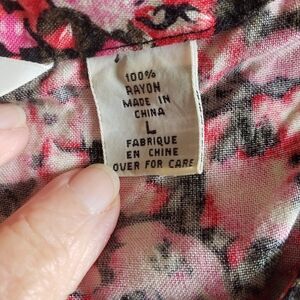 100%
RAYON
MADE IN
CHINA
L
FABRIQUE
EN CHINE
OVER FOR CARE